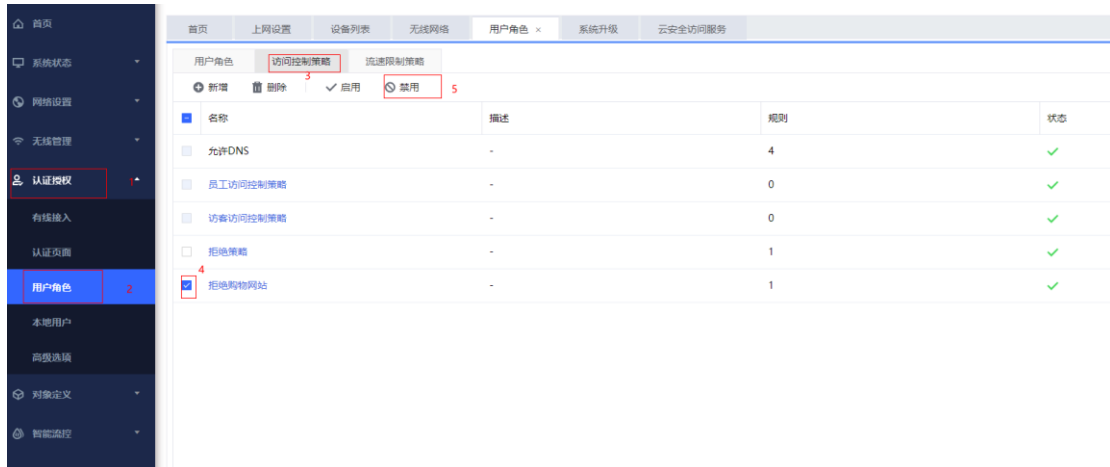 首页
系统状态
网络设置
无线管理
认证授权 1
有线接入
认证页面
用户角色 2
本地用户
高级选项
对象定义
智能流控
首页 上网设置 设备列表 无线网络 用户角色 × 系统升级 云安全访问服务
用户角色 访问控制策略 流速限制策略
3
新增 删除 启用 禁用 5
名称 描述 规则 状态
允许DNS - 4
员工访问控制策略 - 0
访客访问控制策略 - 0
拒绝策略 - 1
4
拒绝购物网站 - 1